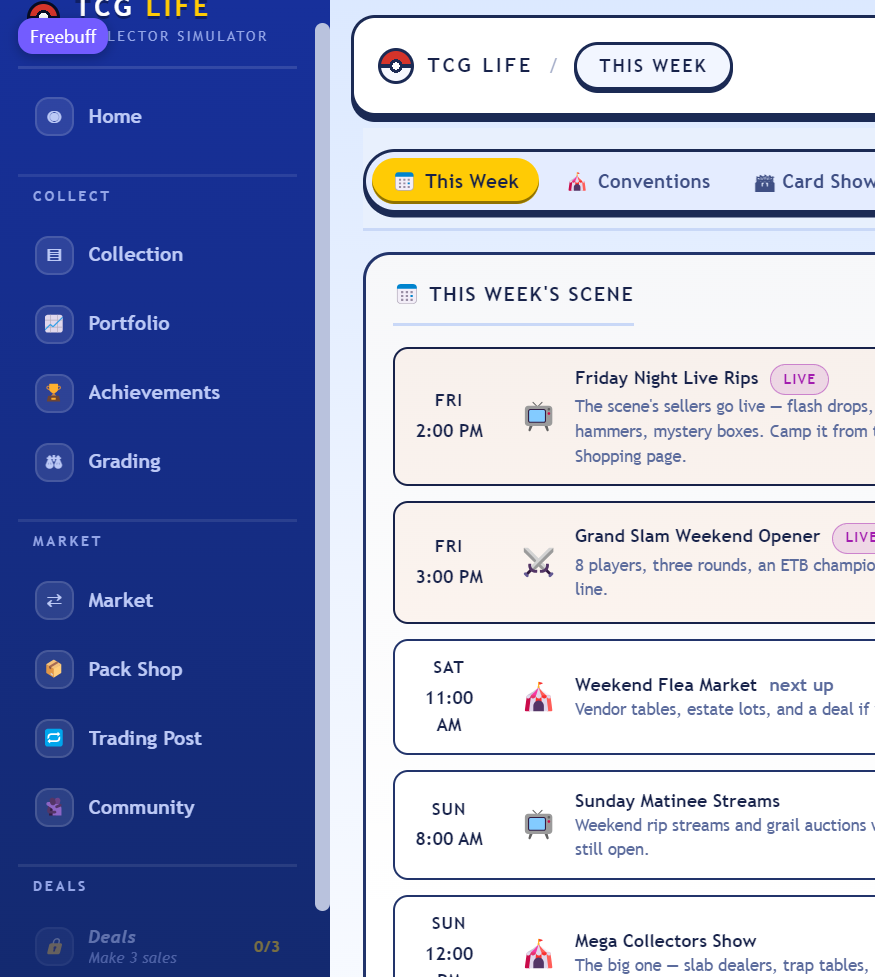 TCG LIFE
Freebuff
LECTOR SIMULATOR
Home
COLLECT
Collection
Portfolio
Achievements
Grading
MARKET
Market
Pack Shop
Trading Post
Community
DEALS
Deals
Make 3 sales
0/3
TCG LIFE / THIS WEEK
This Week
Conventions
Card Show
THIS WEEK'S SCENE
FRI
2:00 PM
Friday Night Live Rips LIVE
The scene's sellers go live — flash drops,
hammers, mystery boxes. Camp it from
Shopping page.
FRI
3:00 PM
Grand Slam Weekend Opener LIVE
8 players, three rounds, an ETB champio
line.
SAT
11:00
AM
Weekend Flea Market next up
Vendor tables, estate lots, and a deal if
SUN
8:00 AM
Sunday Matinee Streams
Weekend rip streams and grail auctions
still open.
SUN
12:00
PM
Mega Collectors Show
The big one — slab dealers, trap tables,